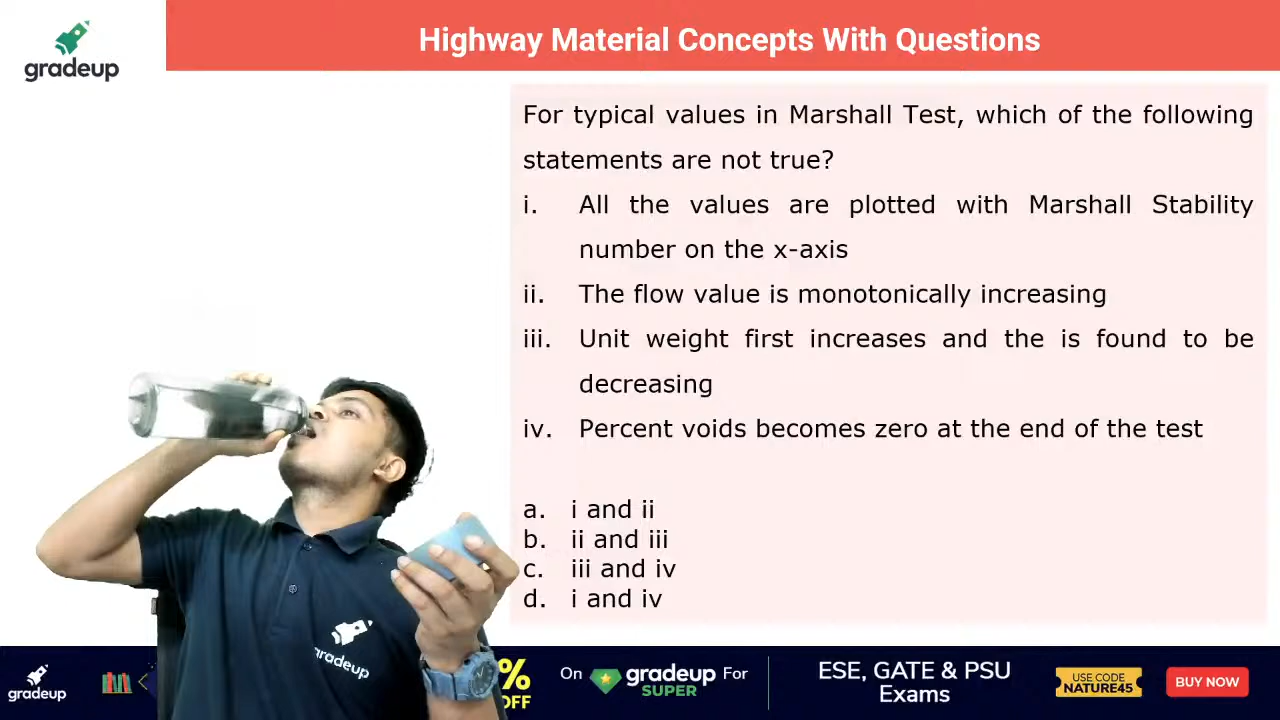 gradeup
Highway Material Concepts With Questions
For typical values in Marshall Test, which of the following
statements are not true?
i. All the values are plotted with Marshall Stability
number on the x-axis
ii. The flow value is monotonically increasing
iii. Unit weight first increases and the is found to be
decreasing
iv. Percent voids becomes zero at the end of the test
a. i and ii
b. ii and iii
c. iii and iv
d. i and iv
gradeup
gradeup
% OFF
On gradeup SUPER For
ESE, GATE & PSU
Exams
USE CODE
NATURE45
BUY NOW